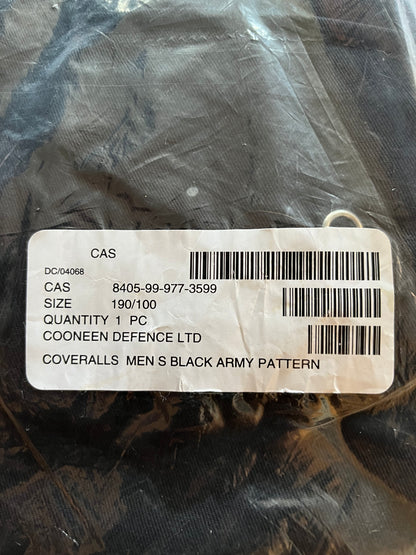 CAS
DC/04068
CAS 8405-99-977-3599
SIZE 190/100
QUANTITY 1 PC
COONEEN DEFENCE LTD
COVERALLS MEN S BLACK ARMY PATTERN